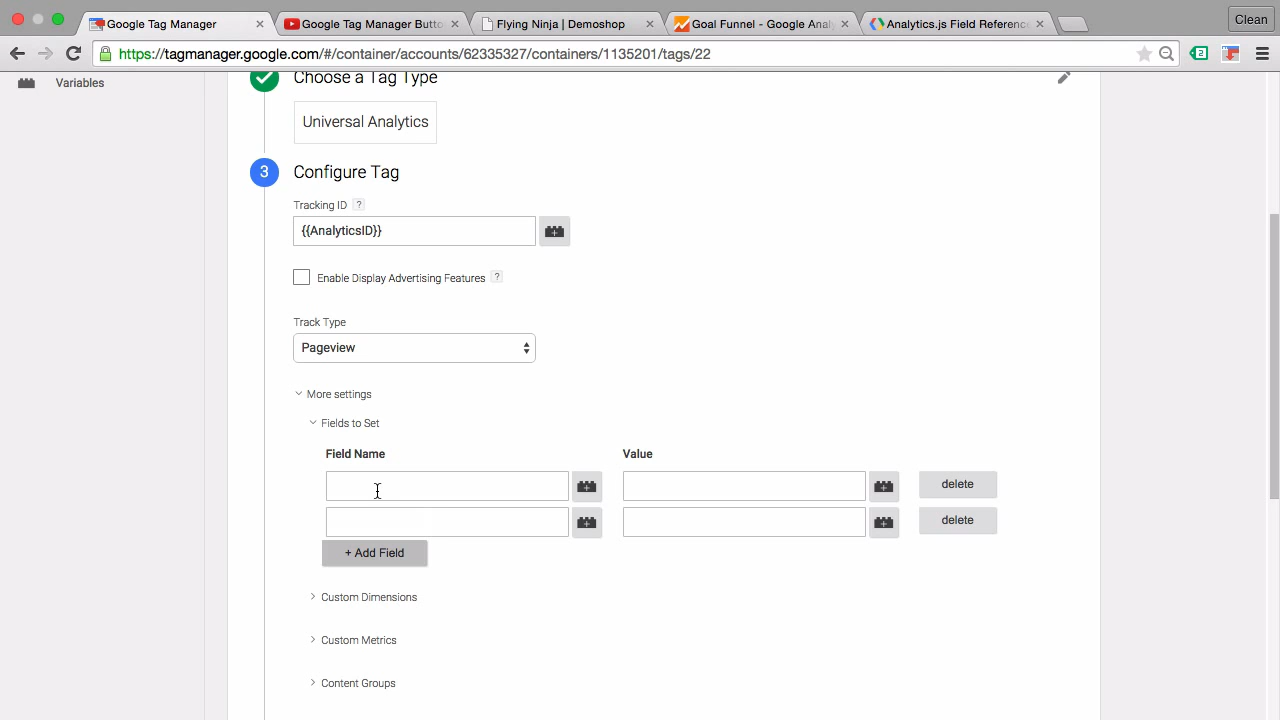 Google Tag Manager
Google Tag Manager Butto
Flying Ninja | Demoshop
Goal Funnel - Google Anal
Analytics.js Field Reference
Clean
https://tagmanager.google.com/#/container/accounts/62335327/containers/1135201/tags/22
2
Variables
Choose a Tag Type
Universal Analytics
3
Configure Tag
Tracking ID ?
{{AnalyticsID}}
Enable Display Advertising Features ?
Track Type
Pageview
More settings
Fields to Set
Field Name Value
delete
delete
+ Add Field
Custom Dimensions
Custom Metrics
Content Groups